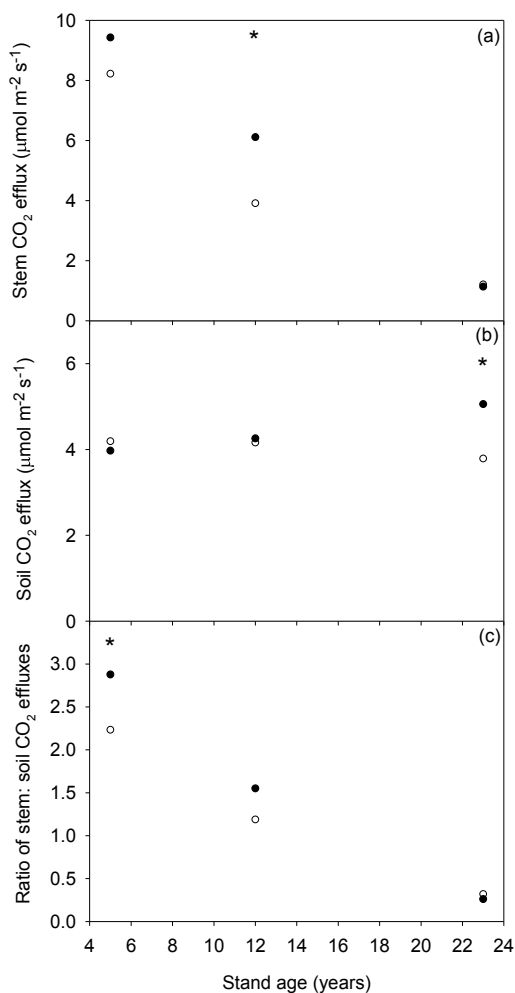 10
8
6
4
2
0
Stem CO₂ efflux (μmol m⁻² s⁻¹)
*
(a)
6
4
2
0
Soil CO₂ efflux (μmol m⁻² s⁻¹)
(b)
*
3.0
2.5
2.0
1.5
1.0
0.5
0.0
Ratio of stem: soil CO₂ effluxes
*
(c)
4 6 8 10 12 14 16 18 20 22 24
Stand age (years)